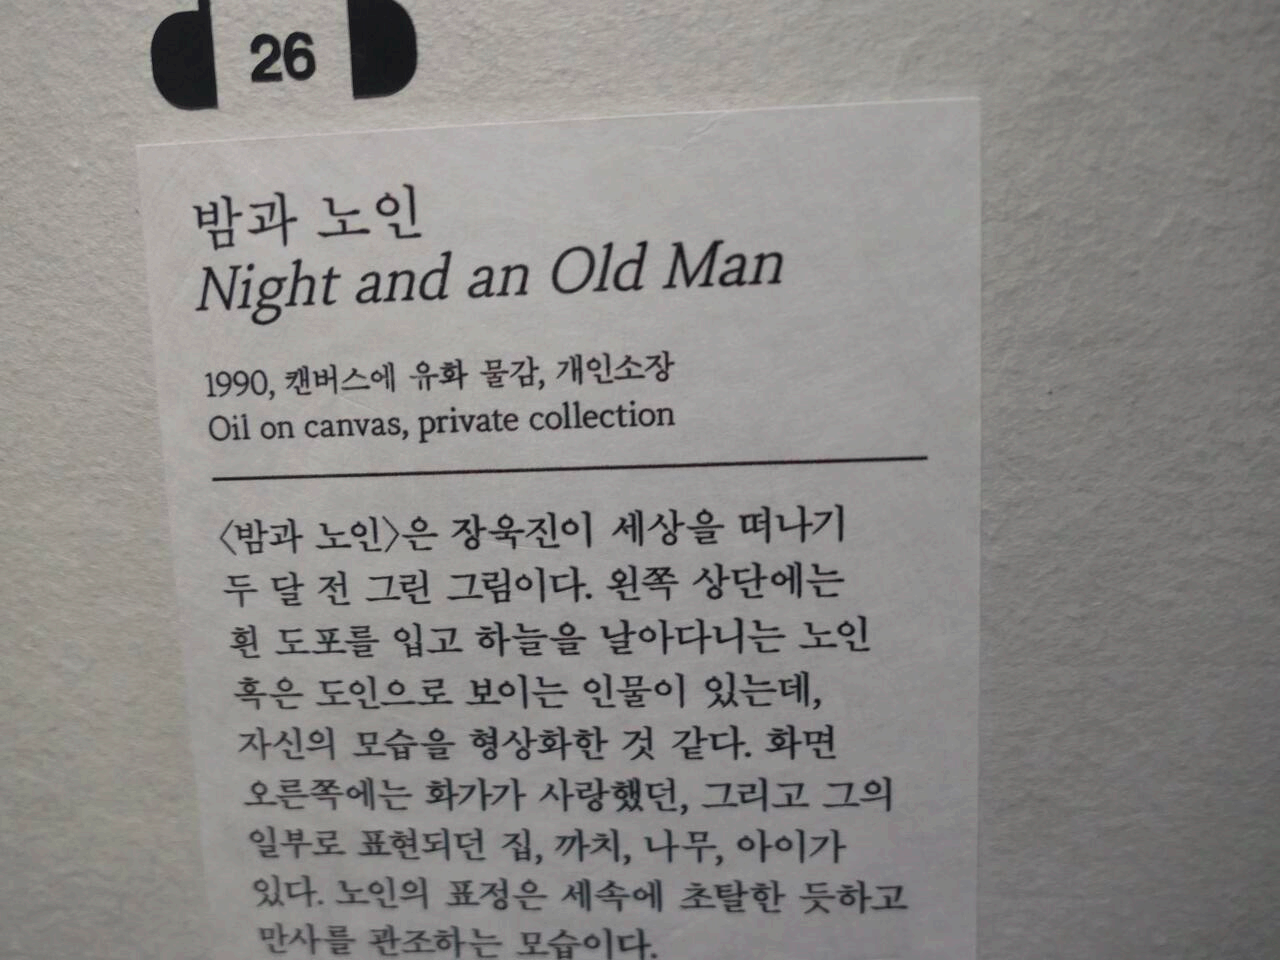 26
밤과 노인
Night and an Old Man
1990, 캔버스에 유화 물감, 개인소장
Oil on canvas, private collection
〈밤과 노인〉은 장욱진이 세상을 떠나기
두 달 전 그린 그림이다. 왼쪽 상단에는
흰 도포를 입고 하늘을 날아다니는 노인
혹은 도인으로 보이는 인물이 있는데,
자신의 모습을 형상화한 것 같다. 화면
오른쪽에는 화가가 사랑했던, 그리고 그의
일부로 표현되던 집, 까치, 나무, 아이가
있다. 노인의 표정은 세속에 초탈한 듯하고
만사를 관조하는 모습이다.